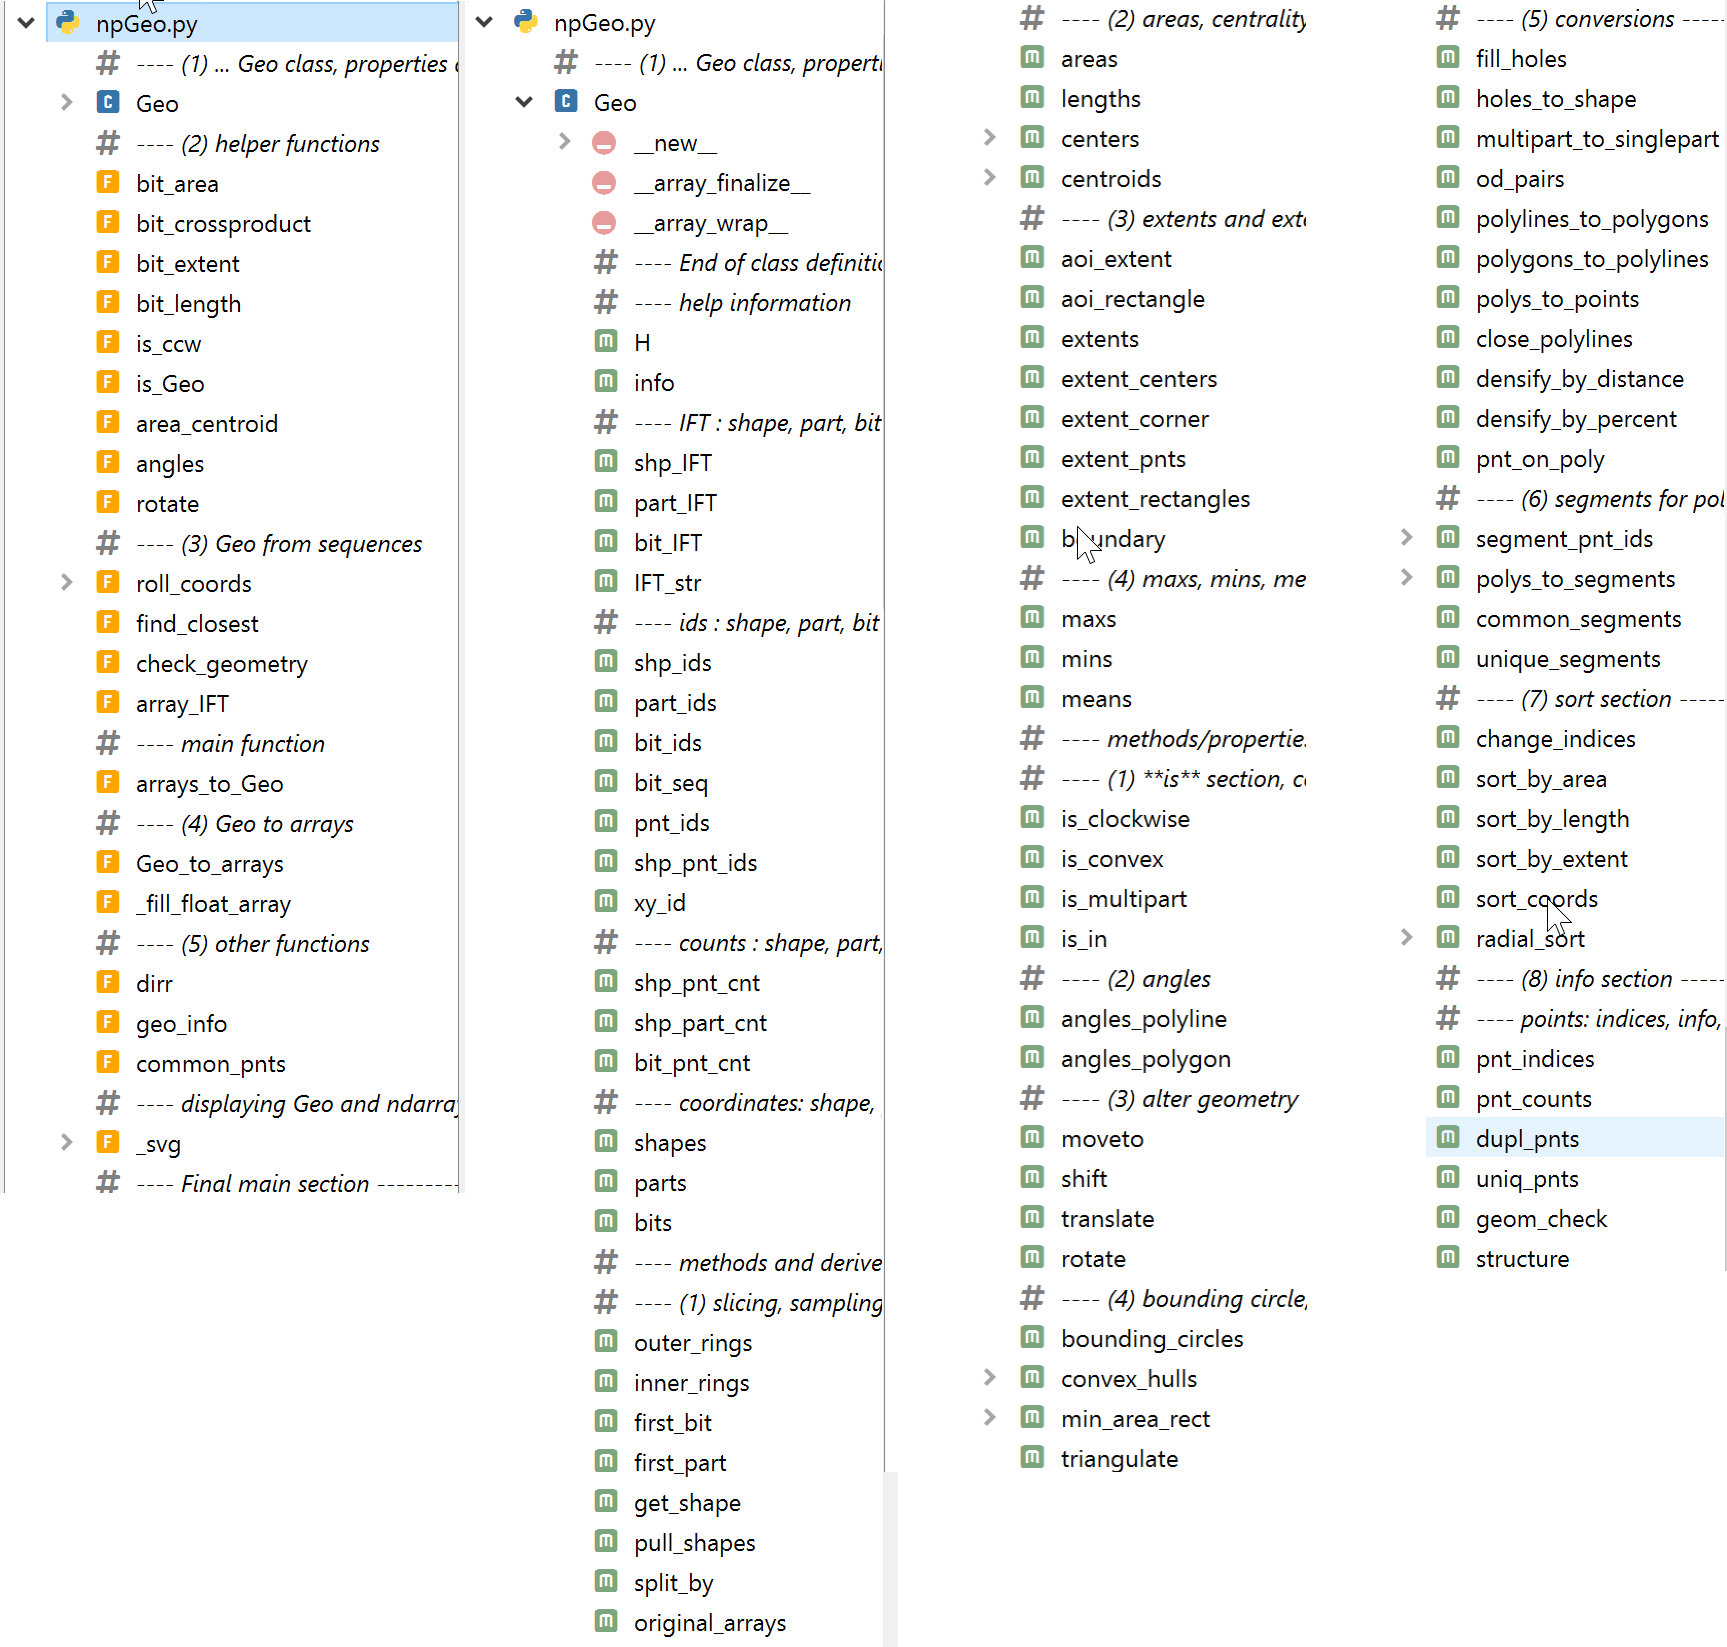 npGeo.py
# ---- (1) ... Geo class, properties
C Geo
# ---- (2) helper functions
F bit_area
F bit_crossproduct
F bit_extent
F bit_length
F is_ccw
F is_Geo
F area_centroid
F angles
F rotate
# ---- (3) Geo from sequences
F roll_coords
F find_closest
F check_geometry
F array_IFT
# ---- main function
F arrays_to_Geo
# ---- (4) Geo to arrays
F Geo_to_arrays
F _fill_float_array
# ---- (5) other functions
F dirr
F geo_info
F common_pnts
# ---- displaying Geo and ndarray
F _svg
# ---- Final main section ---------
npGeo.py
# ---- (1) ... Geo class, properti
C Geo
__new__
__array_finalize__
__array_wrap__
# ---- End of class definitic
# ---- help information
m H
m info
# ---- IFT : shape, part, bit
m shp_IFT
m part_IFT
m bit_IFT
m IFT_str
# ---- ids : shape, part, bit
m shp_ids
m part_ids
m bit_ids
m bit_seq
m pnt_ids
m shp_pnt_ids
m xy_id
# ---- counts : shape, part,
m shp_pnt_cnt
m shp_part_cnt
m bit_pnt_cnt
# ---- coordinates: shape,
m shapes
m parts
m bits
# ---- methods and derive
# ---- (1) slicing, sampling
m outer_rings
m inner_rings
m first_bit
m first_part
m get_shape
m pull_shapes
m split_by
m original_arrays
# ---- (2) areas, centrality
m areas
m lengths
m centers
m centroids
# ---- (3) extents and exte
m aoi_extent
m aoi_rectangle
m extents
m extent_centers
m extent_corner
m extent_pnts
m extent_rectangles
m boundary
# ---- (4) maxs, mins, me
m maxs
m mins
m means
# ---- methods/propertie
# ---- (1) **is** section, c
m is_clockwise
m is_convex
m is_multipart
m is_in
# ---- (2) angles
m angles_polyline
m angles_polygon
# ---- (3) alter geometry
m moveto
m shift
m translate
m rotate
# ---- (4) bounding circle,
m bounding_circles
m convex_hulls
m min_area_rect
m triangulate
# ---- (5) conversions -----
m fill_holes
m holes_to_shape
m multipart_to_singlepart
m od_pairs
m polylines_to_polygons
m polygons_to_polylines
m polys_to_points
m close_polylines
m densify_by_distance
m densify_by_percent
m pnt_on_poly
# ---- (6) segments for pol
m segment_pnt_ids
m polys_to_segments
m common_segments
m unique_segments
# ---- (7) sort section -----
m change_indices
m sort_by_area
m sort_by_length
m sort_by_extent
m sort_coords
m radial_sort
# ---- (8) info section -----
# ---- points: indices, info,
m pnt_indices
m pnt_counts
m dupl_pnts
m uniq_pnts
m geom_check
m structure